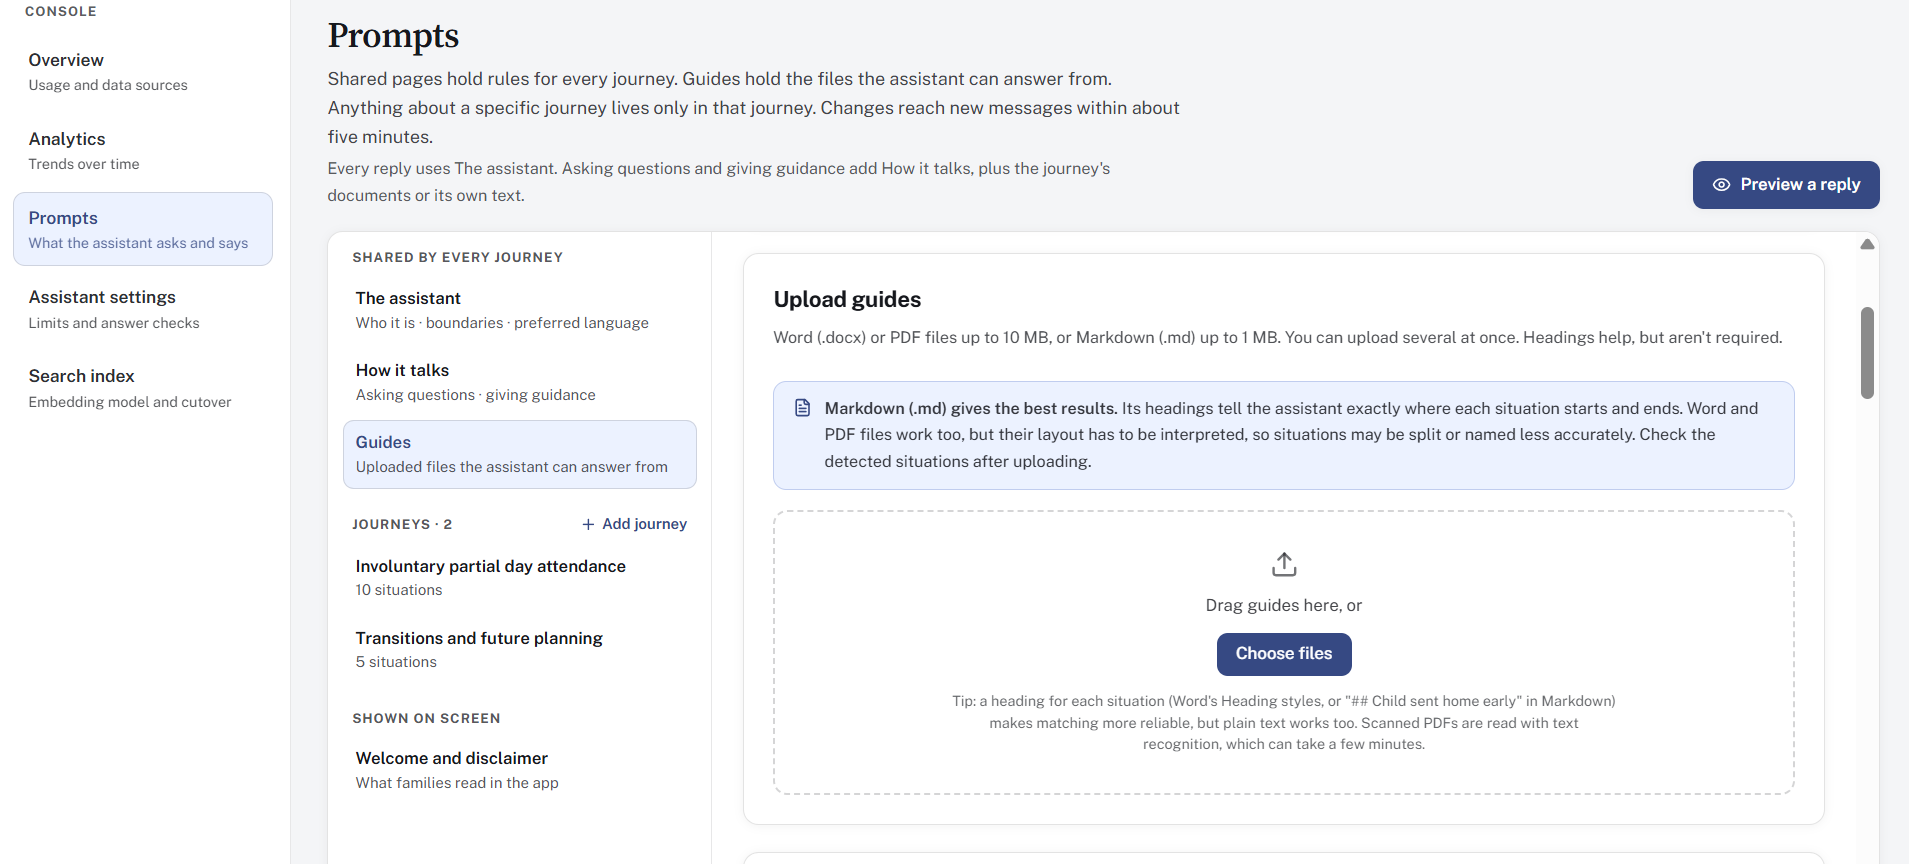 CONSOLE
Overview
Usage and data sources
Analytics
Trends over time
Prompts
What the assistant asks and says
Assistant settings
Limits and answer checks
Search index
Embedding model and cutover
Prompts
Shared pages hold rules for every journey. Guides hold the files the assistant can answer from.
Anything about a specific journey lives only in that journey. Changes reach new messages within about
five minutes.
Every reply uses The assistant. Asking questions and giving guidance add How it talks, plus the journey's
documents or its own text.
Preview a reply
SHARED BY EVERY JOURNEY
The assistant
Who it is · boundaries · preferred language
How it talks
Asking questions · giving guidance
Guides
Uploaded files the assistant can answer from
JOURNEYS · 2
+ Add journey
Involuntary partial day attendance
10 situations
Transitions and future planning
5 situations
SHOWN ON SCREEN
Welcome and disclaimer
What families read in the app
Upload guides
Word (.docx) or PDF files up to 10 MB, or Markdown (.md) up to 1 MB. You can upload several at once. Headings help, but aren't required.
Markdown (.md) gives the best results. Its headings tell the assistant exactly where each situation starts and ends. Word and
PDF files work too, but their layout has to be interpreted, so situations may be split or named less accurately. Check the
detected situations after uploading.
Drag guides here, or
Choose files
Tip: a heading for each situation (Word's Heading styles, or "## Child sent home early" in Markdown)
makes matching more reliable, but plain text works too. Scanned PDFs are read with text
recognition, which can take a few minutes.